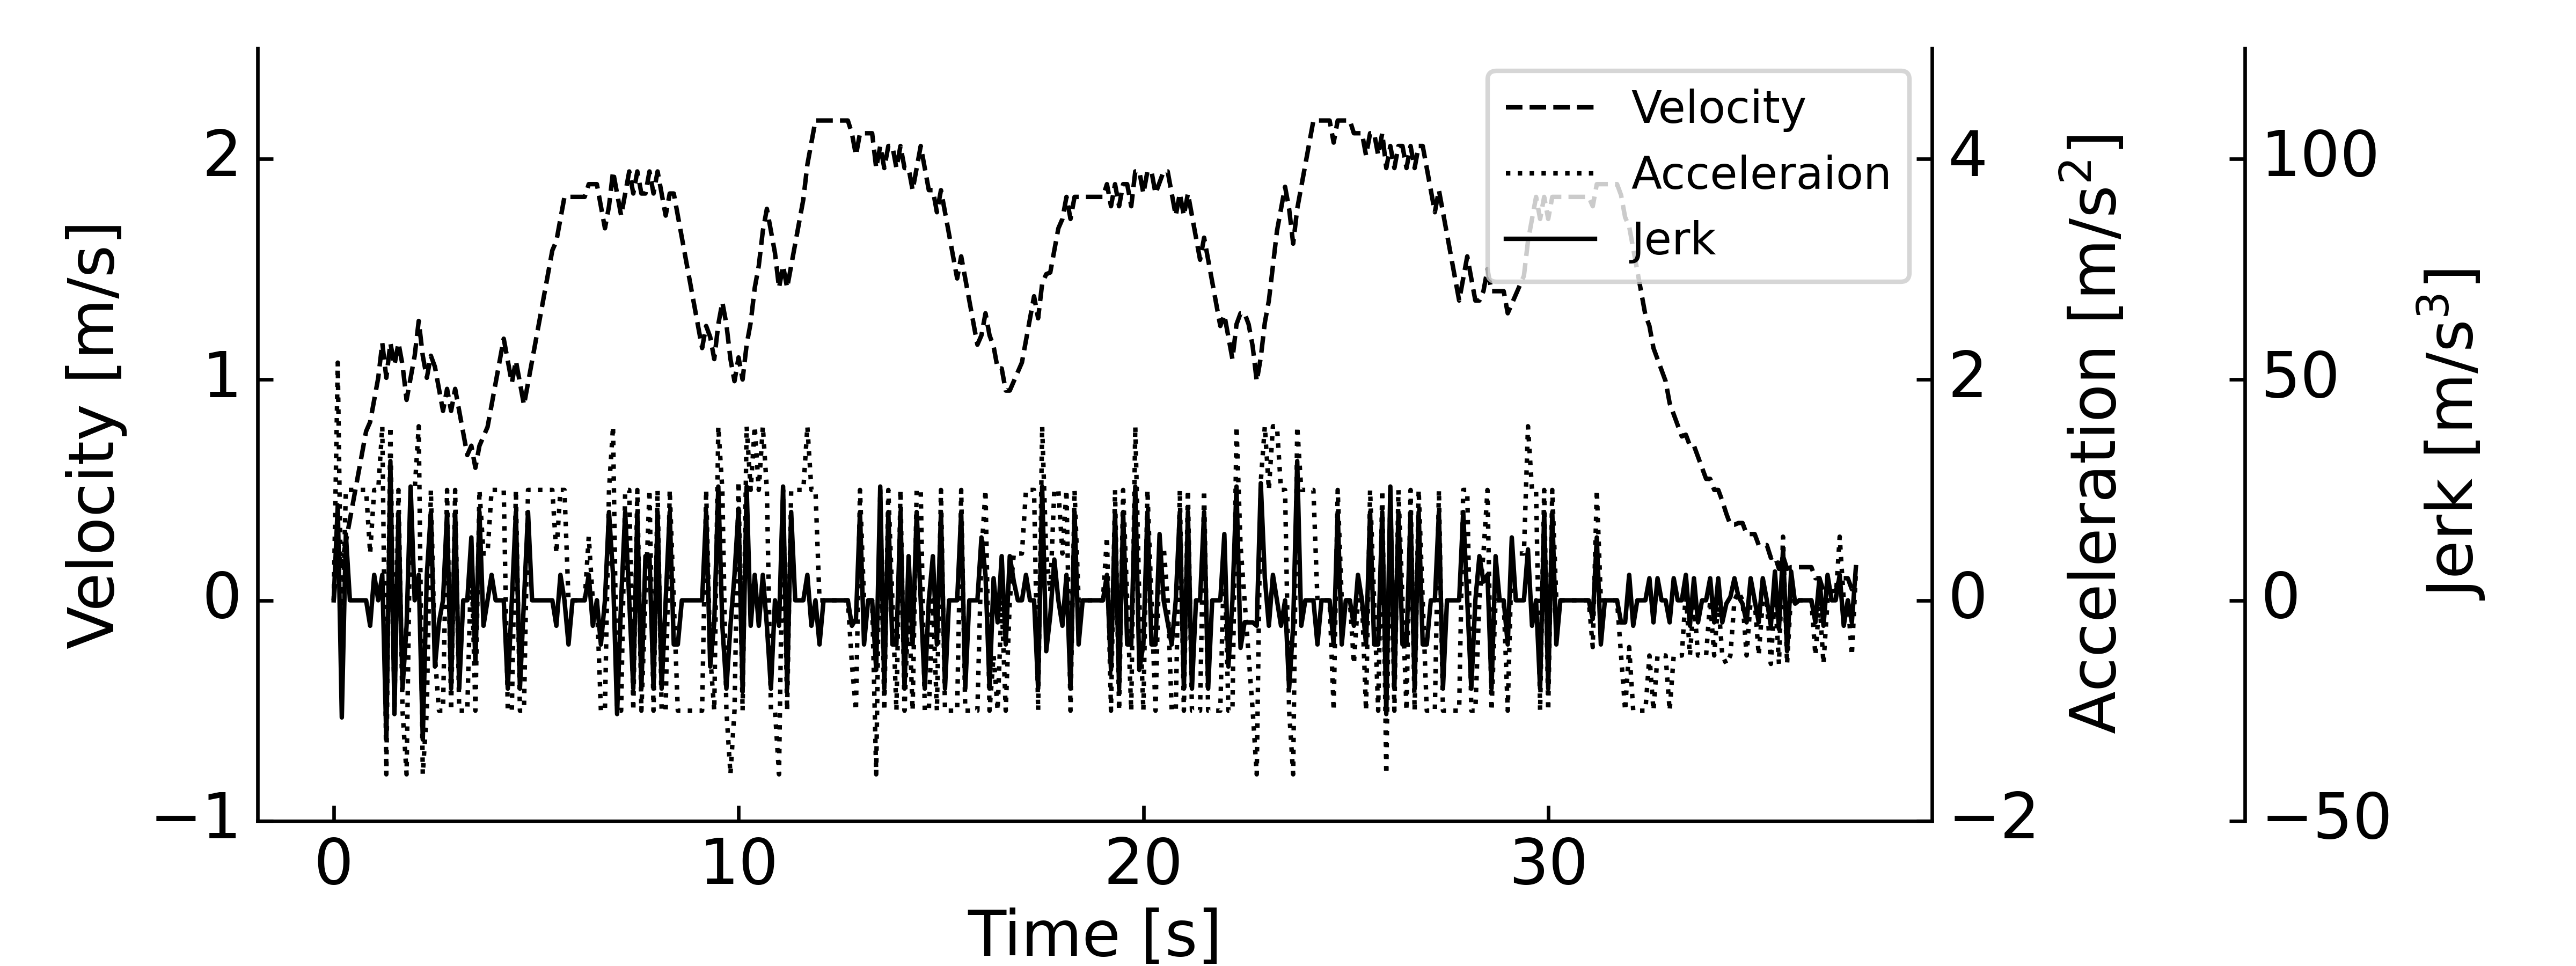 Velocity [m/s]
2
1
0
−1
0 10 20 30
Time [s]
Velocity
Acceleraion
Jerk
4
2
0
−2
Acceleration [m/s²]
100
50
0
−50
Jerk [m/s³]